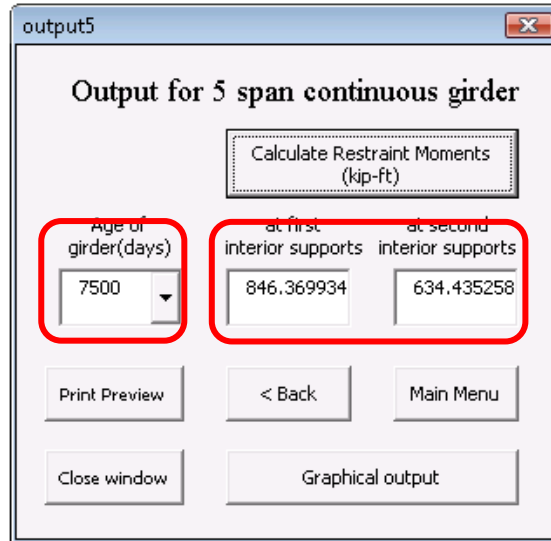 output5
Output for 5 span continuous girder
Calculate Restraint Moments
(kip-ft)
Age of
girder(days)
at first
interior supports
at second
interior supports
7500
846.369934
634.435258
Print Preview
< Back
Main Menu
Close window
Graphical output